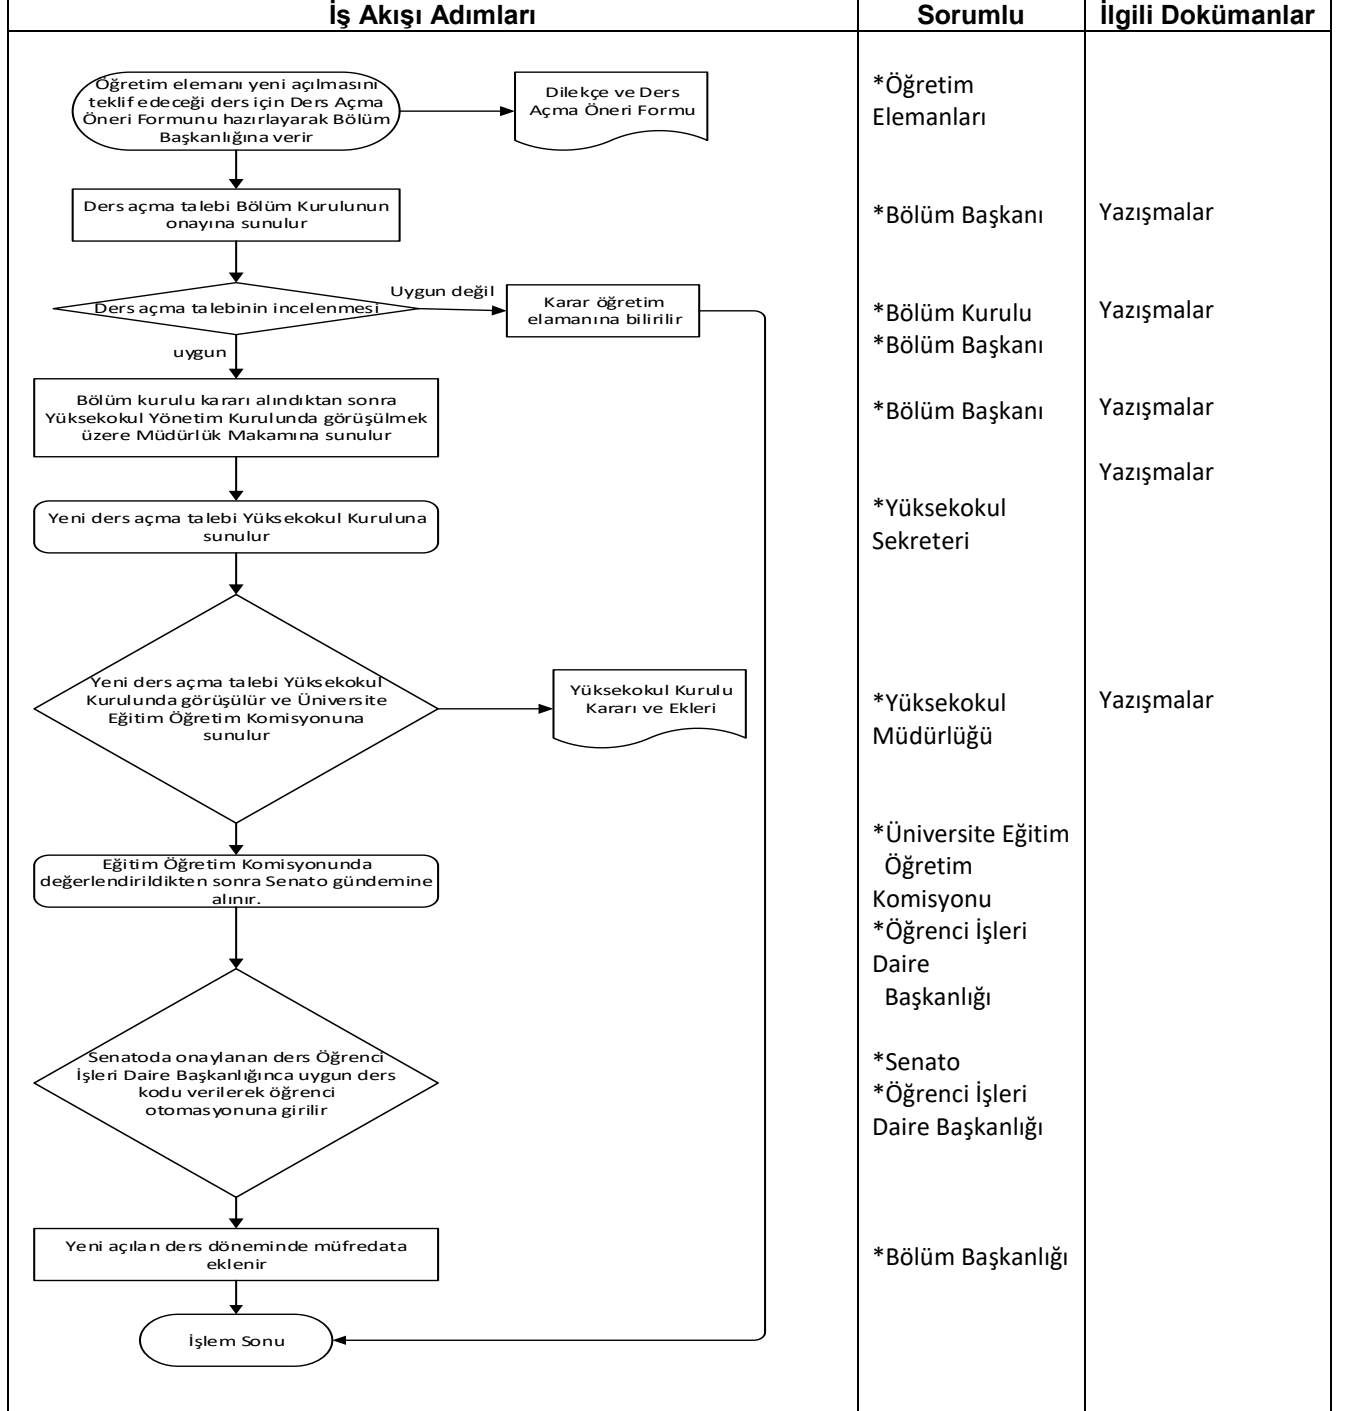 İş Akışı Adımları
Sorumlu
İlgili Dokümanlar
Öğretim elemanı yeni açılmasını
teklif edeceği ders için Ders Açma
Öneri Formunu hazırlayarak Bölüm
Başkanlığına verir
Dilekçe ve Ders
Açma Öneri Formu
*Öğretim
Elemanları
Ders açma talebi Bölüm Kurulunun
onayına sunulur
*Bölüm Başkanı
Yazışmalar
Ders açma talebinin incelenmesi
Uygun değil
Karar öğretim
elamanına bilirilir
*Bölüm Kurulu
*Bölüm Başkanı
Yazışmalar
uygun
Bölüm kurulu kararı alındıktan sonra
Yüksekokul Yönetim Kurulunda görüşülmek
üzere Müdürlük Makamına sunulur
*Bölüm Başkanı
Yazışmalar
Yazışmalar
Yeni ders açma talebi Yüksekokul Kuruluna
sunulur
*Yüksekokul
Sekreteri
Yeni ders açma talebi Yüksekokul
Kurulunda görüşülür ve Üniversite
Eğitim Öğretim Komisyonuna
sunulur
Yüksekokul Kurulu
Kararı ve Ekleri
*Yüksekokul
Müdürlüğü
Yazışmalar
Eğitim Öğretim Komisyonunda
değerlendirildikten sonra Senato gündemine
alınır.
*Üniversite Eğitim
Öğretim
Komisyonu
*Öğrenci İşleri
Daire
Başkanlığı
Senatoda onaylanan ders Öğrenci
İşleri Daire Başkanlığınca uygun ders
kodu verilerek öğrenci
otomasyonuna girilir
*Senato
*Öğrenci İşleri
Daire Başkanlığı
Yeni açılan ders döneminde müfredata
eklenir
*Bölüm Başkanlığı
İşlem Sonu